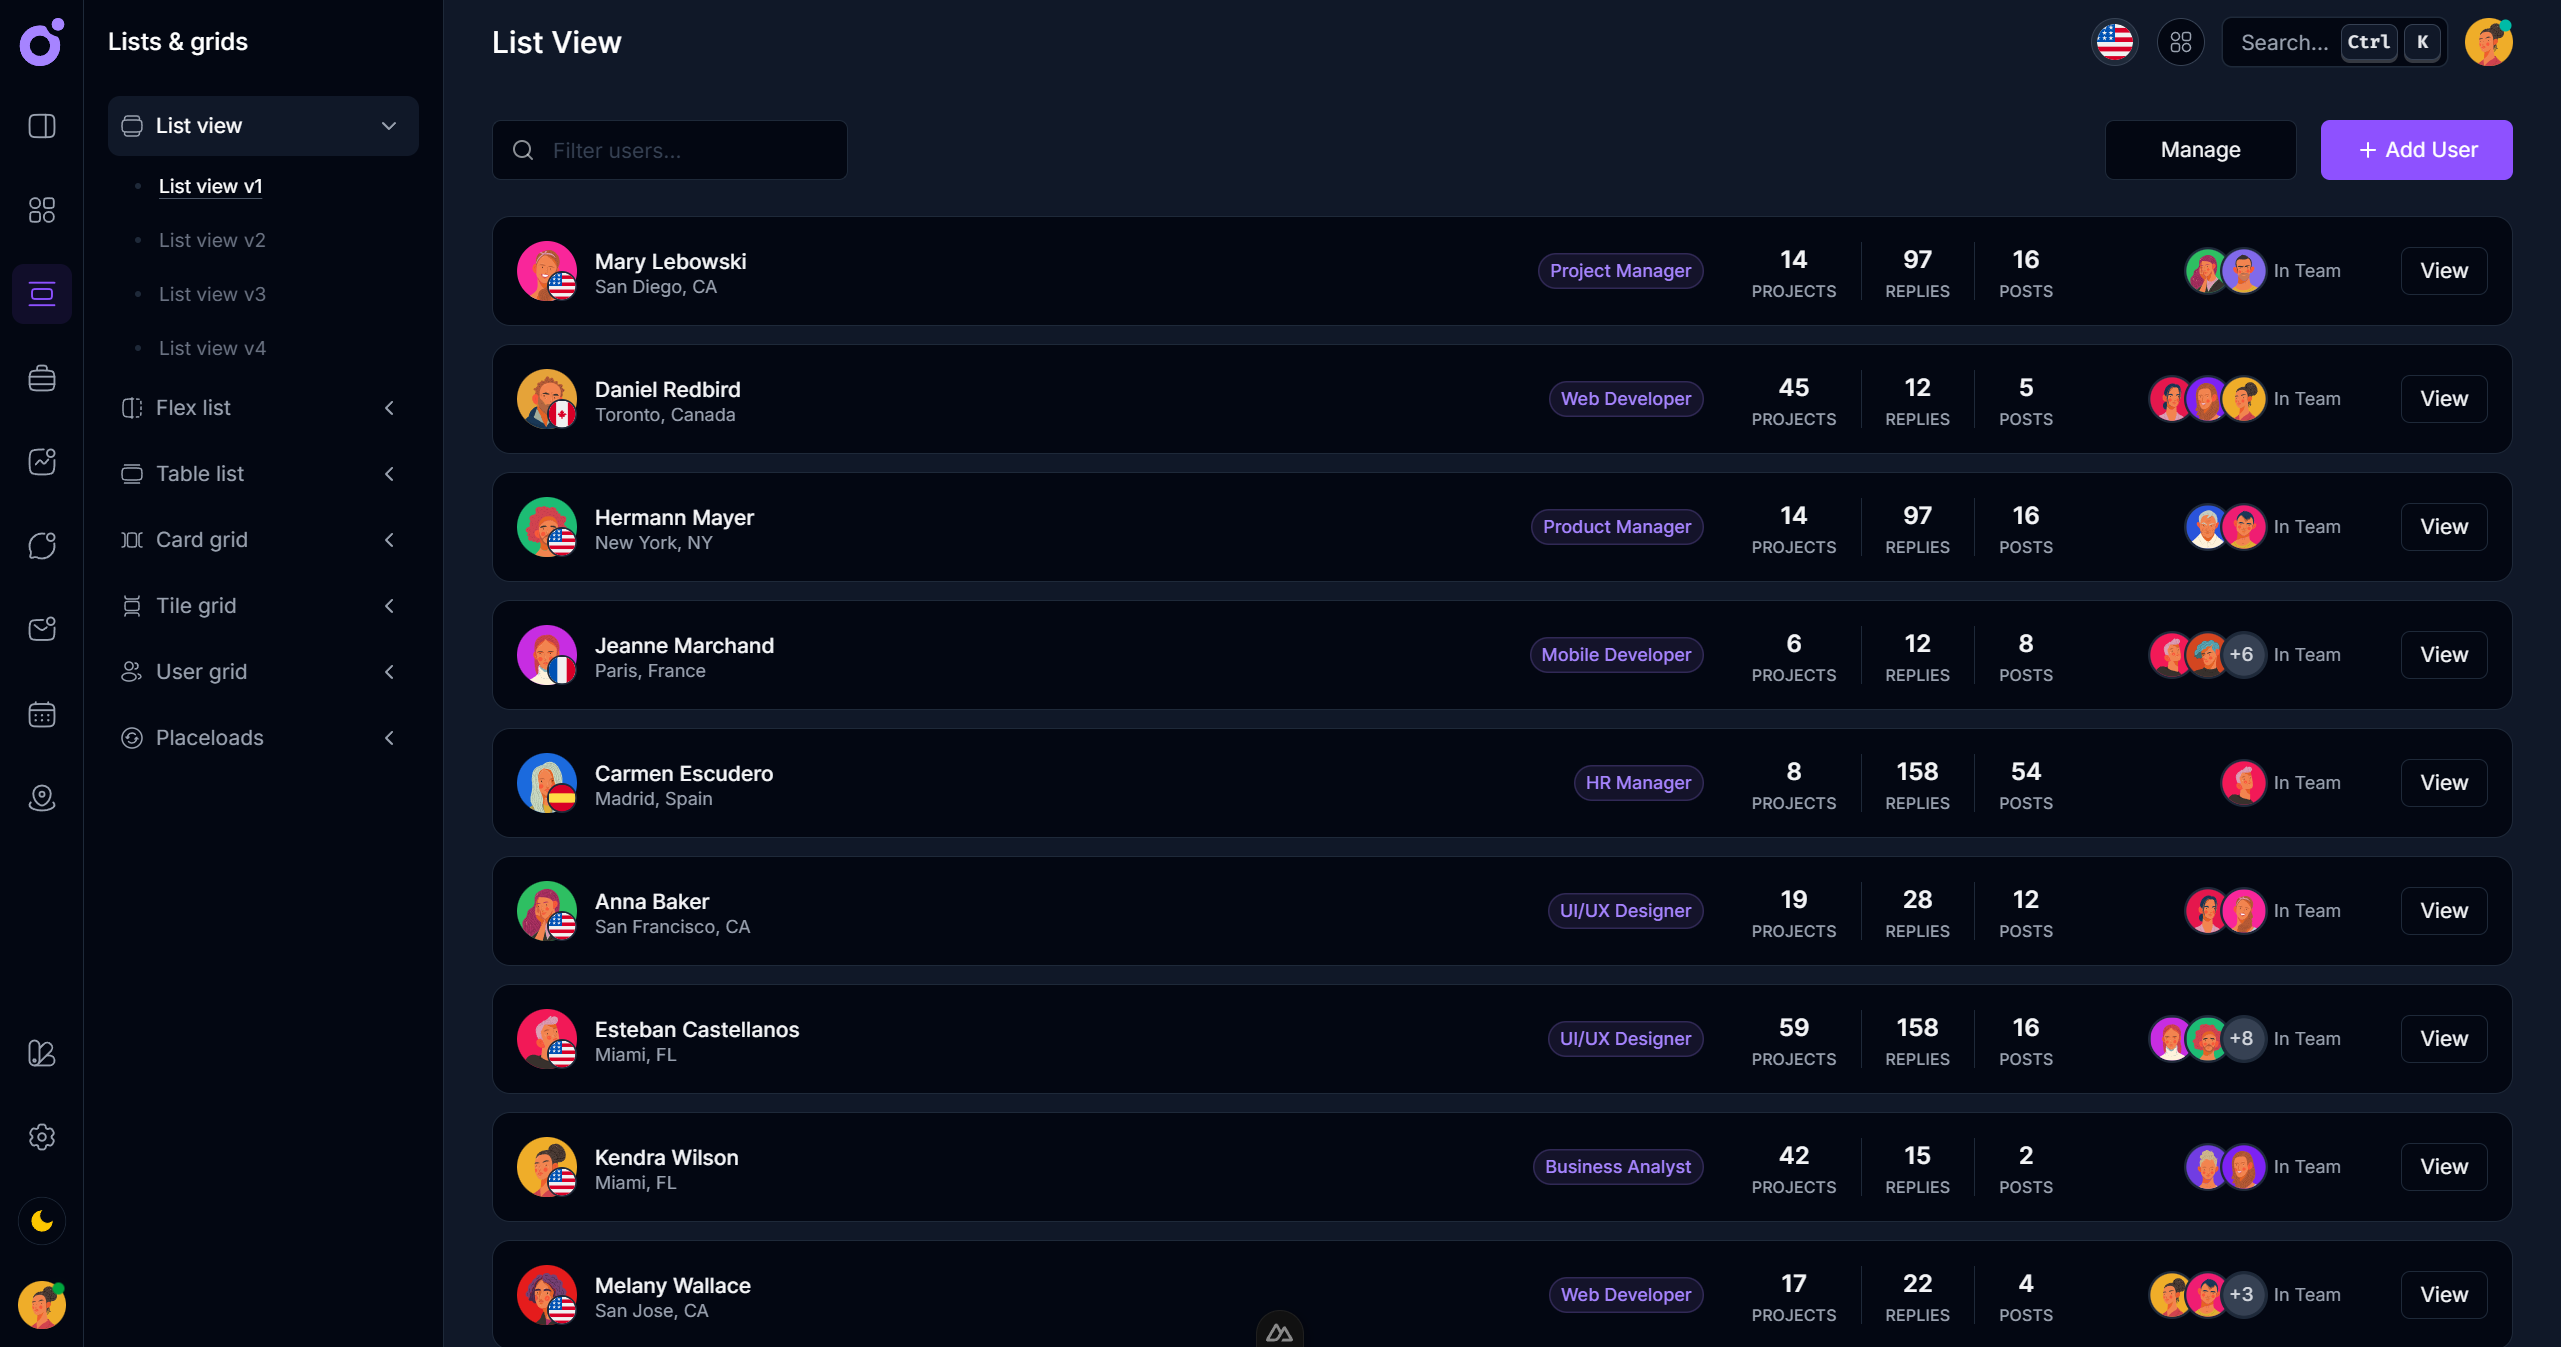 Lists & grids
List view
List view v1
List view v2
List view v3
List view v4
Flex list
Table list
Card grid
Tile grid
User grid
Placeloads
List View
Search... Ctrl K
Filter users...
Manage
+ Add User
Mary Lebowski
San Diego, CA
Project Manager
14 97 16
PROJECTS REPLIES POSTS
In Team
View
Daniel Redbird
Toronto, Canada
Web Developer
45 12 5
PROJECTS REPLIES POSTS
In Team
View
Hermann Mayer
New York, NY
Product Manager
14 97 16
PROJECTS REPLIES POSTS
In Team
View
Jeanne Marchand
Paris, France
Mobile Developer
6 12 8
PROJECTS REPLIES POSTS
+6 In Team
View
Carmen Escudero
Madrid, Spain
HR Manager
8 158 54
PROJECTS REPLIES POSTS
In Team
View
Anna Baker
San Francisco, CA
UI/UX Designer
19 28 12
PROJECTS REPLIES POSTS
In Team
View
Esteban Castellanos
Miami, FL
UI/UX Designer
59 158 16
PROJECTS REPLIES POSTS
+8 In Team
View
Kendra Wilson
Miami, FL
Business Analyst
42 15 2
PROJECTS REPLIES POSTS
In Team
View
Melany Wallace
San Jose, CA
Web Developer
17 22 4
PROJECTS REPLIES POSTS
+3 In Team
View